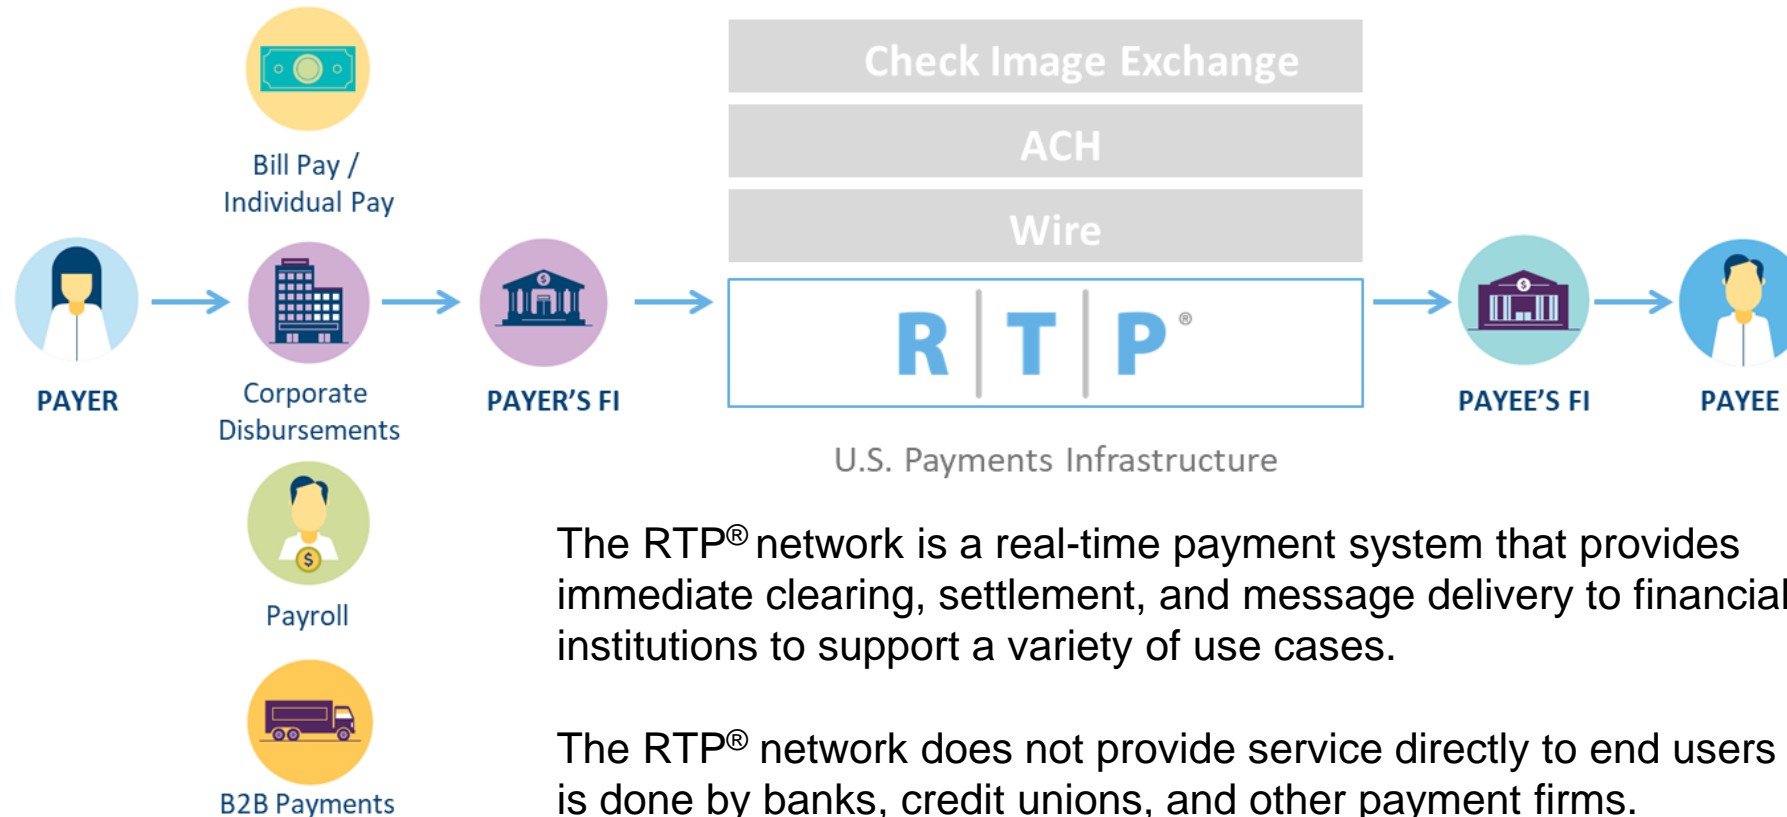 Check Image Exchange
ACH
Wire
R|T|P®
U.S. Payments Infrastructure
Bill Pay /
Individual Pay
PAYER
Corporate
Disbursements
PAYER'S FI
PAYEE'S FI
PAYEE
Payroll
B2B Payments
The RTP® network is a real-time payment system that provides
immediate clearing, settlement, and message delivery to financial
institutions to support a variety of use cases.
The RTP® network does not provide service directly to end users
is done by banks, credit unions, and other payment firms.